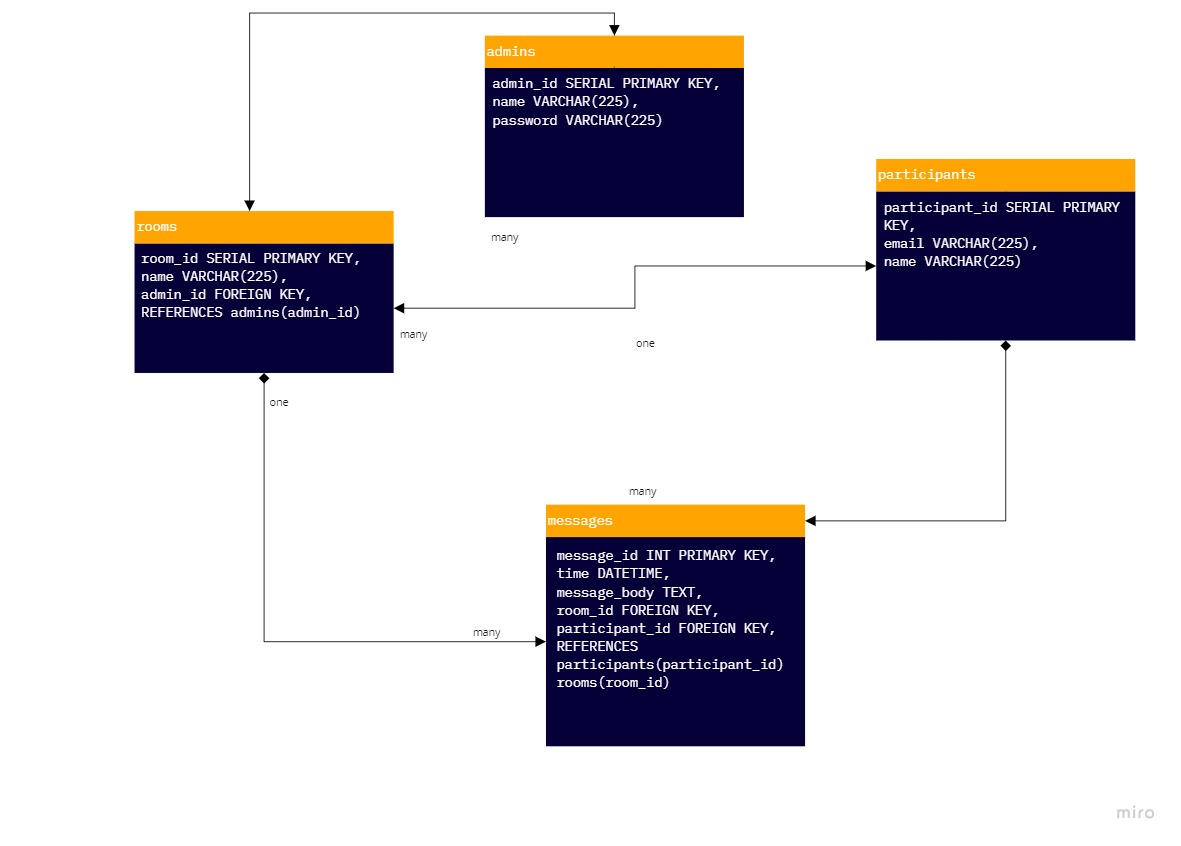 admins
admin_id SERIAL PRIMARY KEY,
name VARCHAR(225),
password VARCHAR(225)
participants
participant_id SERIAL PRIMARY
KEY,
email VARCHAR(225),
name VARCHAR(225)
rooms
room_id SERIAL PRIMARY KEY,
name VARCHAR(225),
admin_id FOREIGN KEY,
REFERENCES admins(admin_id)
many
many
one
one
many
messages
message_id INT PRIMARY KEY,
time DATETIME,
message_body TEXT,
room_id FOREIGN KEY,
participant_id FOREIGN KEY,
REFERENCES
participants(participant_id)
rooms(room_id)
many
miro